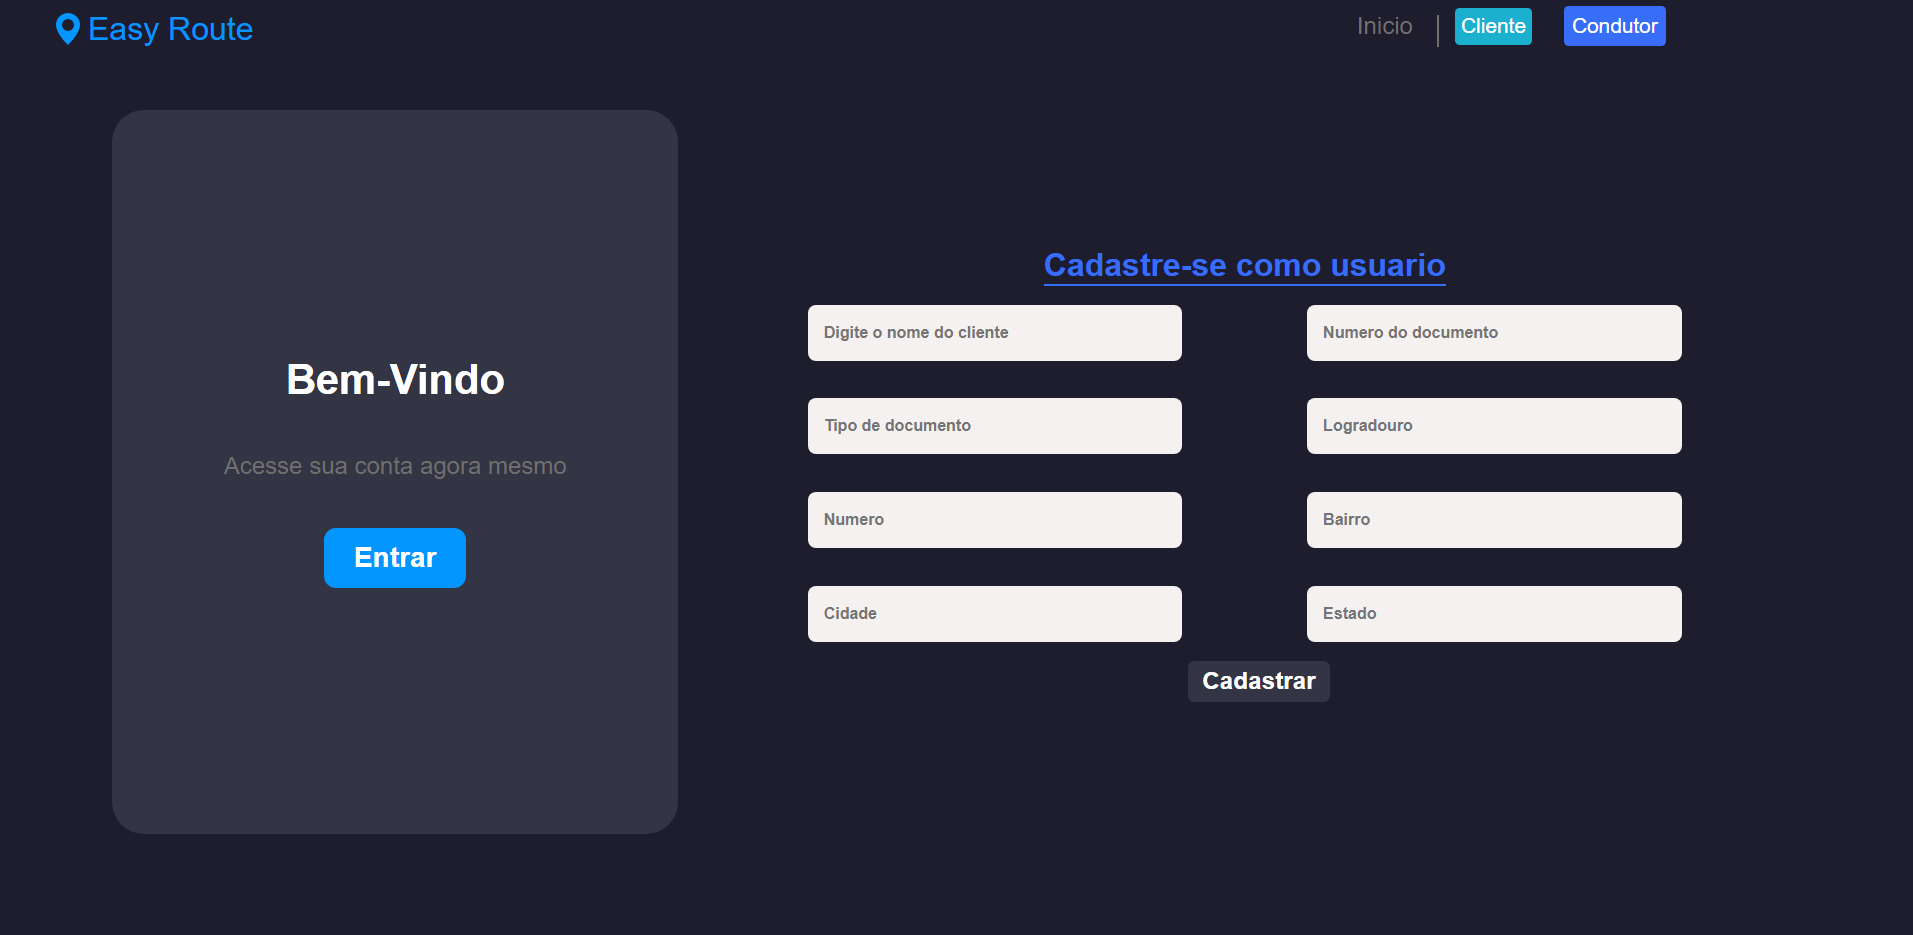 Easy Route
Inicio
Cliente
Condutor
Bem-Vindo
Acesse sua conta agora mesmo
Entrar
Cadastre-se como usuario
Digite o nome do cliente
Numero do documento
Tipo de documento
Logradouro
Numero
Bairro
Cidade
Estado
Cadastrar